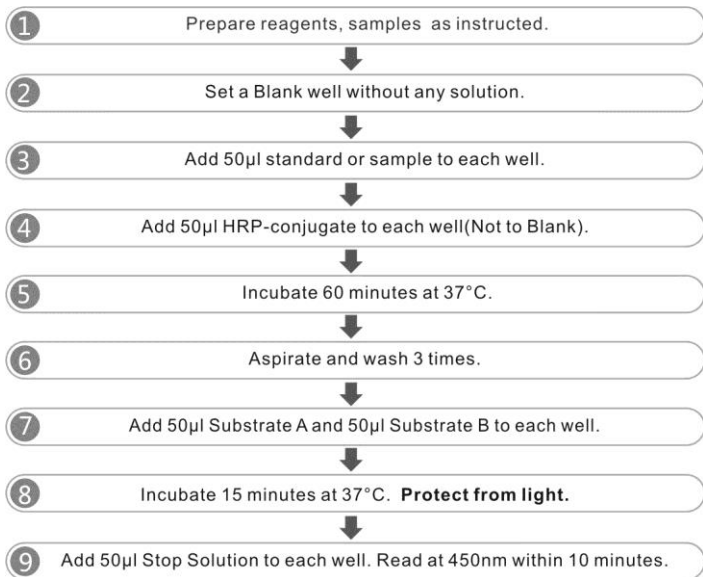 1 Prepare reagents, samples as instructed.
2 Set a Blank well without any solution.
3 Add 50μl standard or sample to each well.
4 Add 50μl HRP-conjugate to each well(Not to Blank).
5 Incubate 60 minutes at 37°C.
6 Aspirate and wash 3 times.
7 Add 50μl Substrate A and 50μl Substrate B to each well.
8 Incubate 15 minutes at 37°C. Protect from light.
9 Add 50μl Stop Solution to each well. Read at 450nm within 10 minutes.